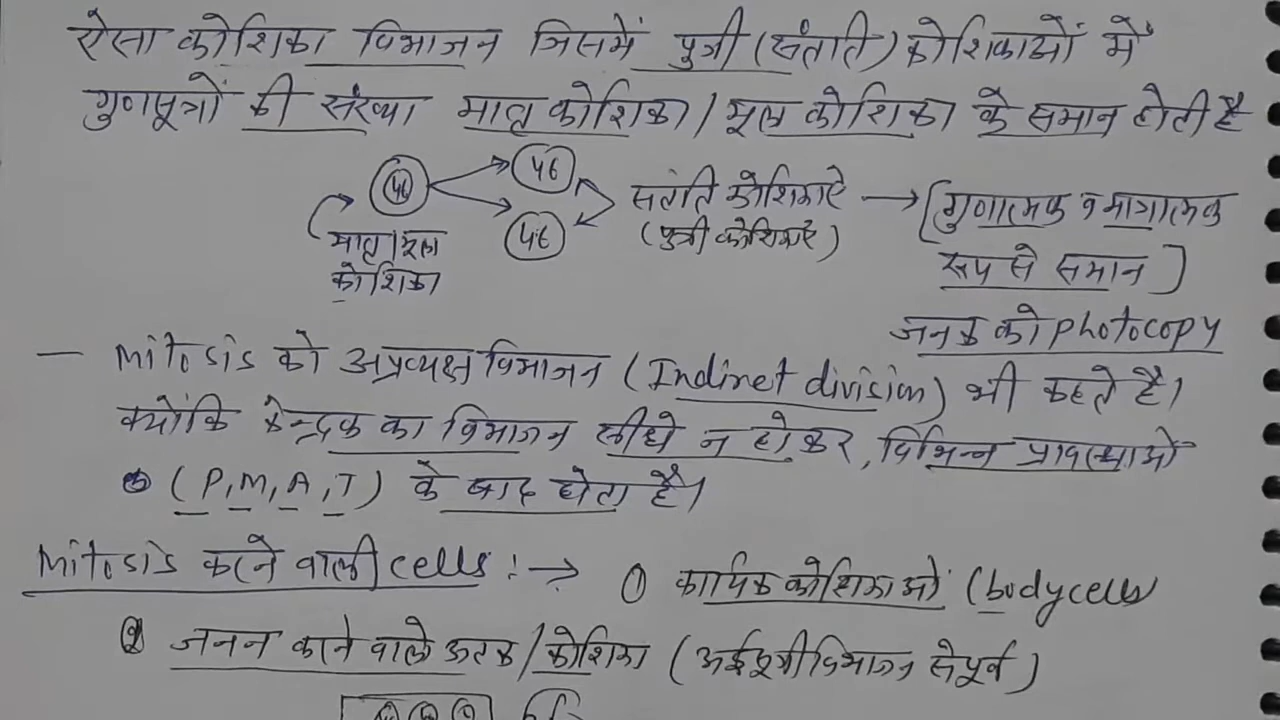 ऐसा कोशिका विभाजन जिसमें पुत्री (संतति) कोशिकाओं में
गुणसूत्रों की संख्या मातृ कोशिका / मूल कोशिका के समान होती है
46 46 46
मातृ / मूल कोशिका
संतति कोशिकाऐ → [गुणात्मक व मात्रात्मक
(पुत्री कोशिकाऐ)
रूप से समान]
जनक की photocopy
— Mitosis को अप्रत्यक्ष विभाजन (Indirect division) भी कहते है।
क्योंकि केन्द्रक का विभाजन सीधे न होकर, विभिन्न प्रावस्थाओ
(P, M, A, T) के बाद होता है।
Mitosis करने वाली cells :→ ① कायिक कोशिकाओं (bodycells
② जनन करने वाले ऊतक / कोशिका (अर्द्धसूत्री विभाजन से पूर्व)